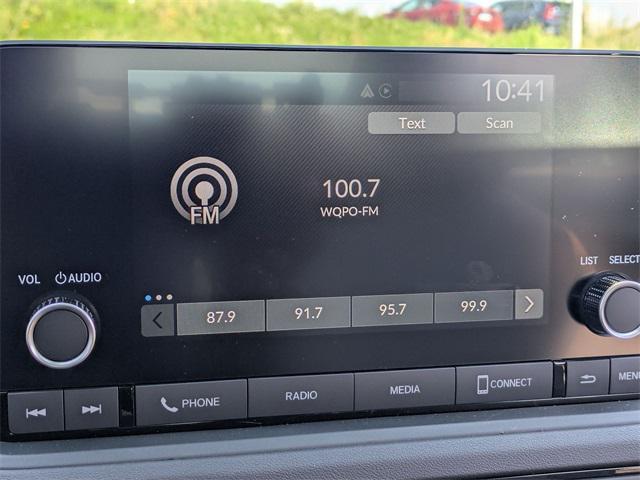 10:41
Text Scan
100.7
FM
WQPO-FM
LIST SELECT
VOL AUDIO
87.9 91.7 95.7 99.9
PHONE RADIO MEDIA CONNECT MENU